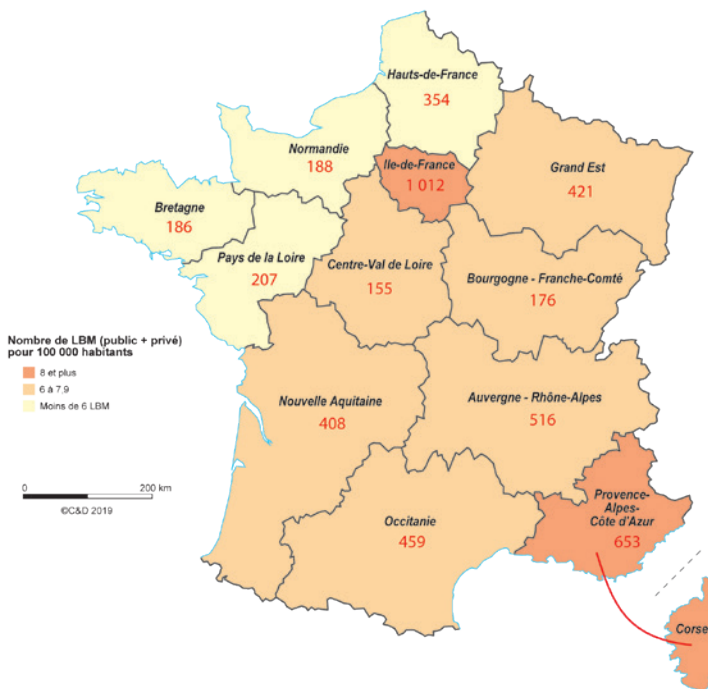 Hauts-de-France
354
Normandie
188
Ile-de-France
1 012
Grand Est
421
Bretagne
186
Pays de la Loire
207
Centre-Val de Loire
155
Bourgogne - Franche-Comté
176
Nombre de LBM (public + privé)
pour 100 000 habitants
8 et plus
6 à 7,9
Moins de 6 LBM
Nouvelle Aquitaine
408
Auvergne - Rhône-Alpes
516
0
200 km
©C&D 2019
Occitanie
459
Provence-
Alpes-
Côte d'Azur
653
Corse